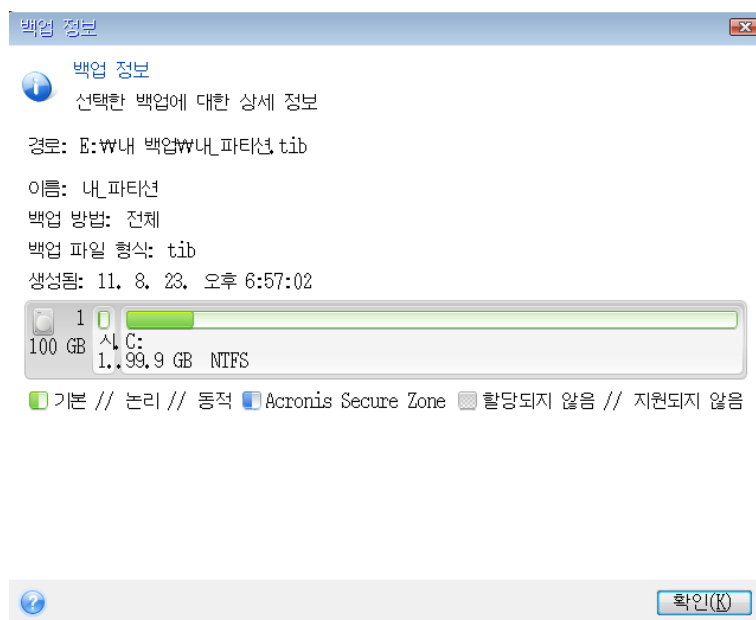 백업 정보
백업 정보
선택한 백업에 대한 상세 정보
경로: E:₩내 백업₩내_파티션.tib
이름: 내_파티션
백업 방법: 전체
백업 파일 형식: tib
생성됨: 11. 8. 23. 오후 6:57:02
1
100 GB
시.
1..
C:
99.9 GB NTFS
기본 // 논리 // 동적 Acronis Secure Zone 할당되지 않음 // 지원되지 않음
확인(K)